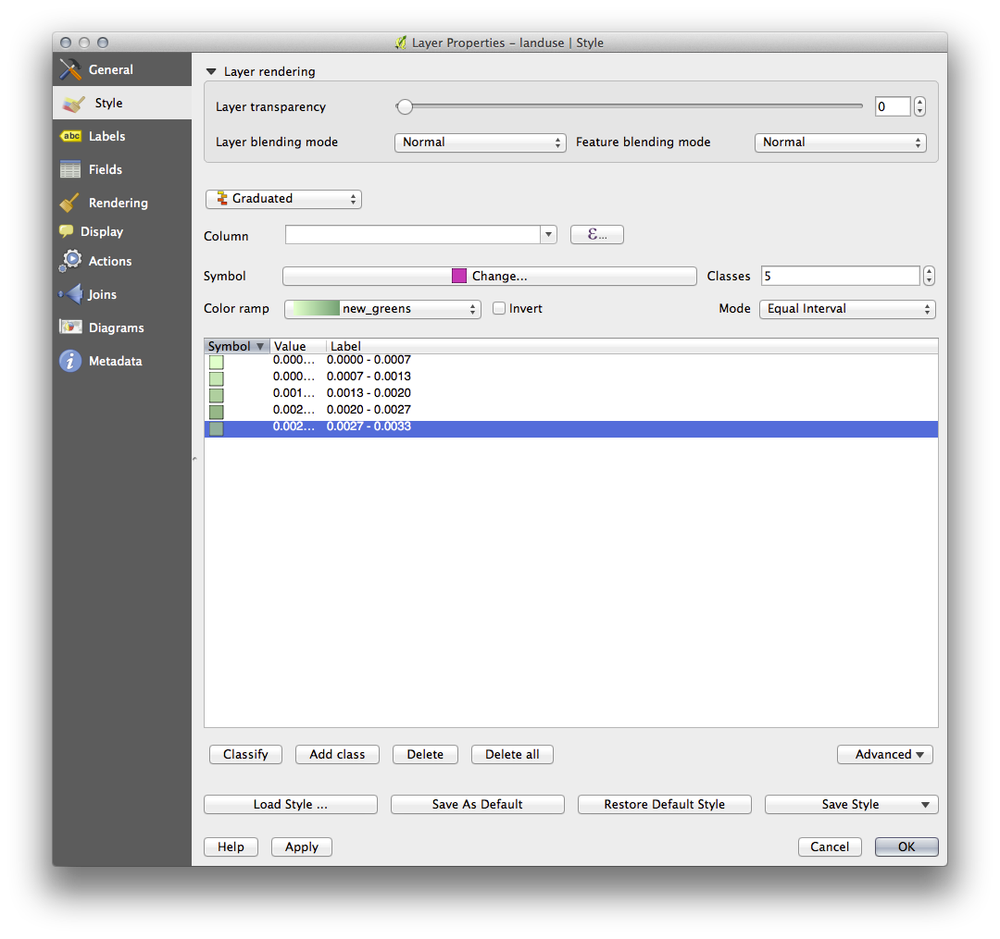 Layer Properties - landuse | Style
General
Style
abc Labels
Fields
Rendering
Display
Actions
Joins
Diagrams
i Metadata
Layer rendering
Layer transparency 0
Layer blending mode Normal Feature blending mode Normal
Graduated
Column ε...
Symbol Change... Classes 5
Color ramp new_greens Invert Mode Equal Interval
Symbol Value Label
0.000... 0.0000 - 0.0007
0.000... 0.0007 - 0.0013
0.001... 0.0013 - 0.0020
0.002... 0.0020 - 0.0027
0.002... 0.0027 - 0.0033
Classify Add class Delete Delete all Advanced
Load Style ... Save As Default Restore Default Style Save Style
Help Apply Cancel OK